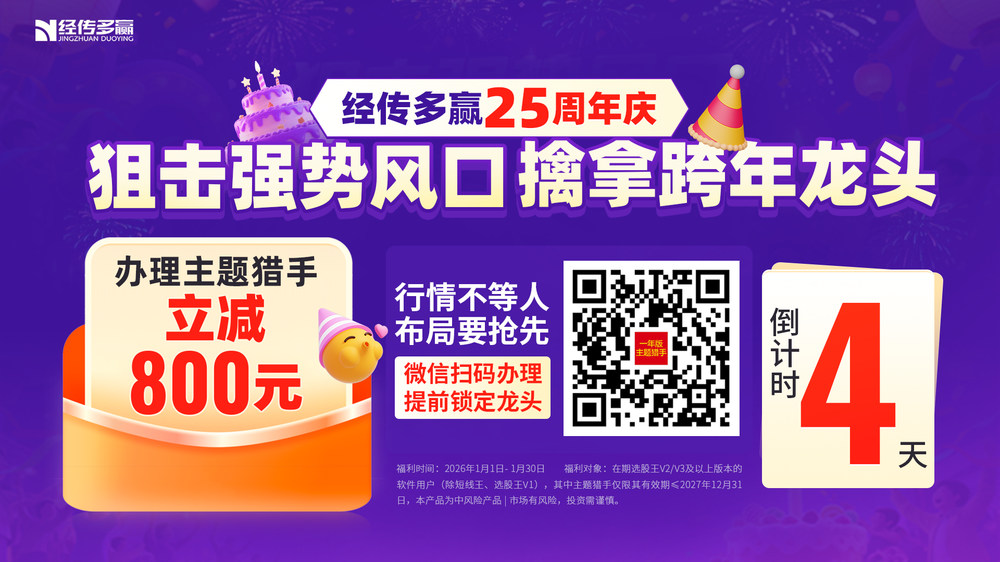 经传多赢
JINGZHUAN DUOYING
经传多赢25周年庆
狙击强势风口 擒拿跨年龙头
办理主题猎手
立减
800元
行情不等人
布局要抢先
微信扫码办理
提前锁定龙头
一年版
主题猎手
倒计时
4
天
福利时间：2026年1月1日- 1月30日 福利对象：在期选股王V2/V3及以上版本的
软件用户（除短线王、选股王V1），其中主题猎手仅限其有效期≤2027年12月31
日，本产品为中风险产品 | 市场有风险，投资需谨慎。